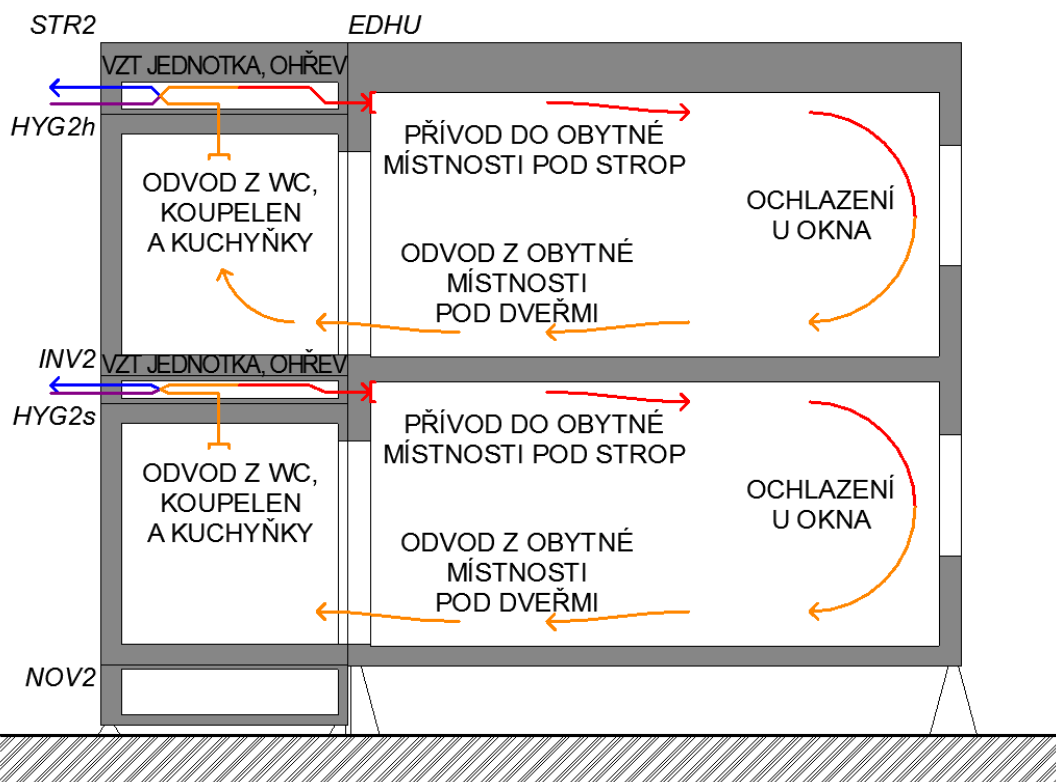 STR2
EDHU
VZT JEDNOTKA, OHŘEV
HYG2h
PŘÍVOD DO OBYTNÉ
MÍSTNOSTI POD STROP
ODVOD Z WC,
KOUPELEN
A KUCHYŇKY
OCHLAZENÍ
U OKNA
ODVOD Z OBYTNÉ
MÍSTNOSTI
POD DVEŘMI
INV2
VZT JEDNOTKA, OHŘEV
HYG2s
PŘÍVOD DO OBYTNÉ
MÍSTNOSTI POD STROP
ODVOD Z WC,
KOUPELEN
A KUCHYŇKY
OCHLAZENÍ
U OKNA
ODVOD Z OBYTNÉ
MÍSTNOSTI
POD DVEŘMI
NOV2